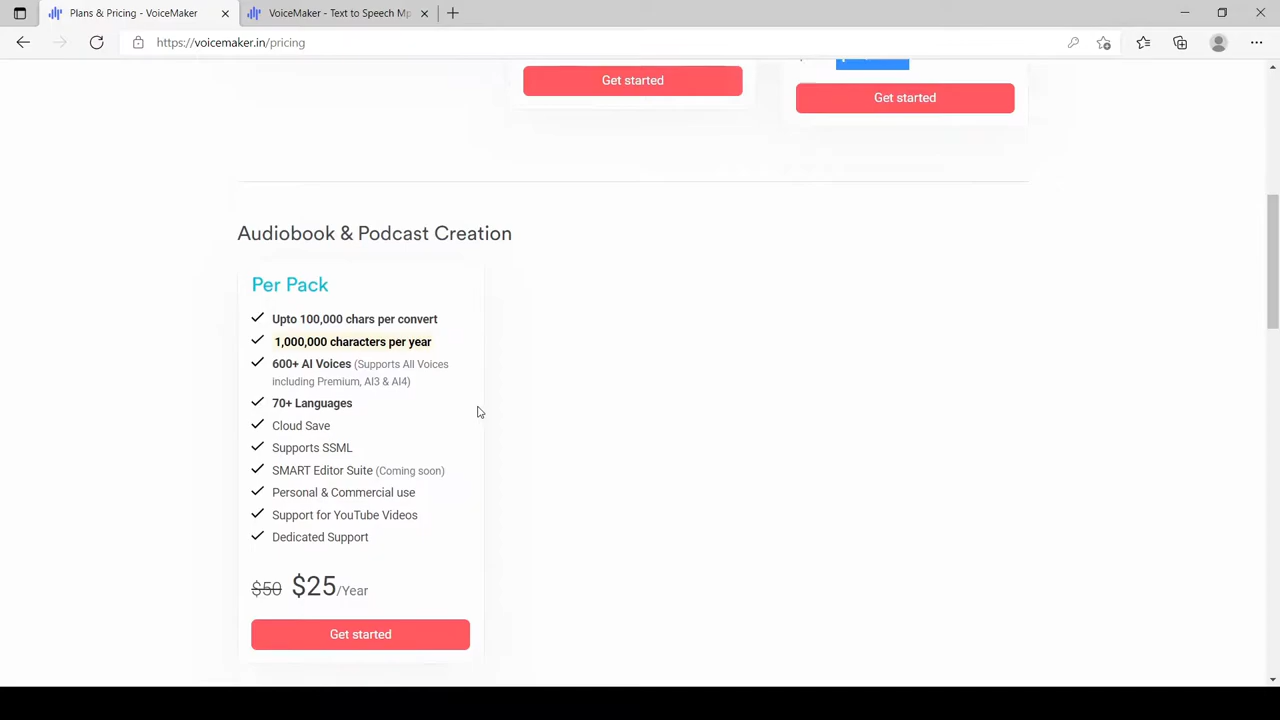 Plans & Pricing - VoiceMaker
VoiceMaker - Text to Speech Mp
https://voicemaker.in/pricing
Get started
Get started
Audiobook & Podcast Creation
Per Pack
Upto 100,000 chars per convert
1,000,000 characters per year
600+ AI Voices (Supports All Voices
including Premium, AI3 & AI4)
70+ Languages
Cloud Save
Supports SSML
SMART Editor Suite (Coming soon)
Personal & Commercial use
Support for YouTube Videos
Dedicated Support
$50 $25/Year
Get started